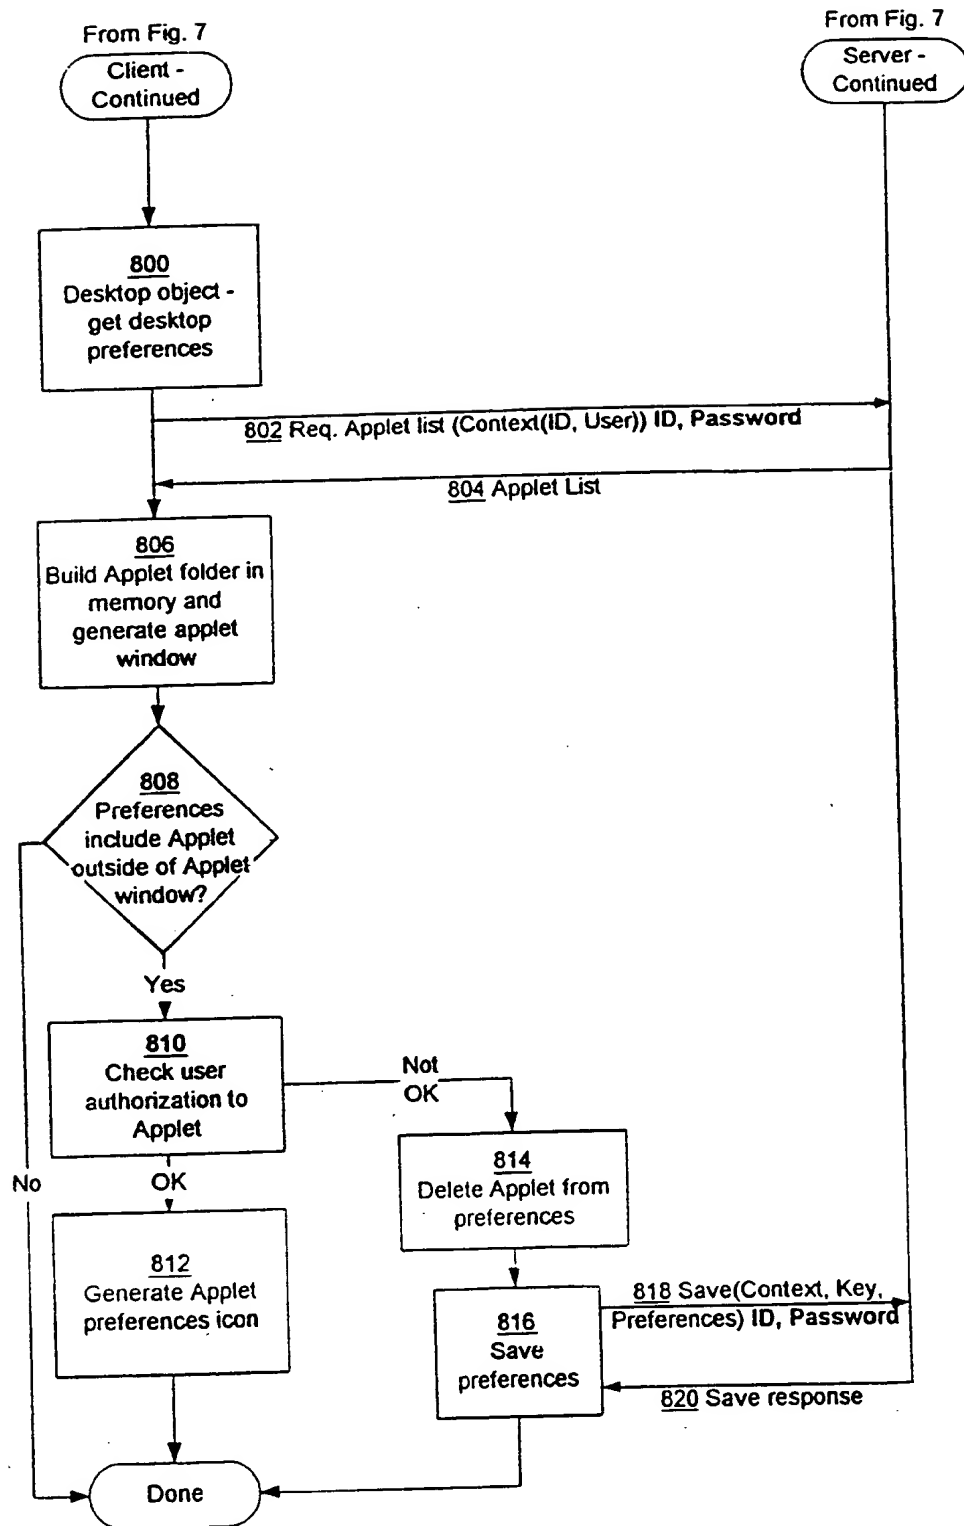 From Fig. 7
Client -
Continued
From Fig. 7
Server -
Continued
800
Desktop object -
get desktop
preferences
802 Req. Applet list (Context(ID, User)) ID, Password
804 Applet List
806
Build Applet folder in
memory and
generate applet
window
808
Preferences
include Applet
outside of Applet
window?
Yes
810
Check user
authorization to
Applet
Not
OK
No
OK
814
Delete Applet from
preferences
812
Generate Applet
preferences icon
816
Save
preferences
818 Save(Context, Key,
Preferences) ID, Password
820 Save response
Done